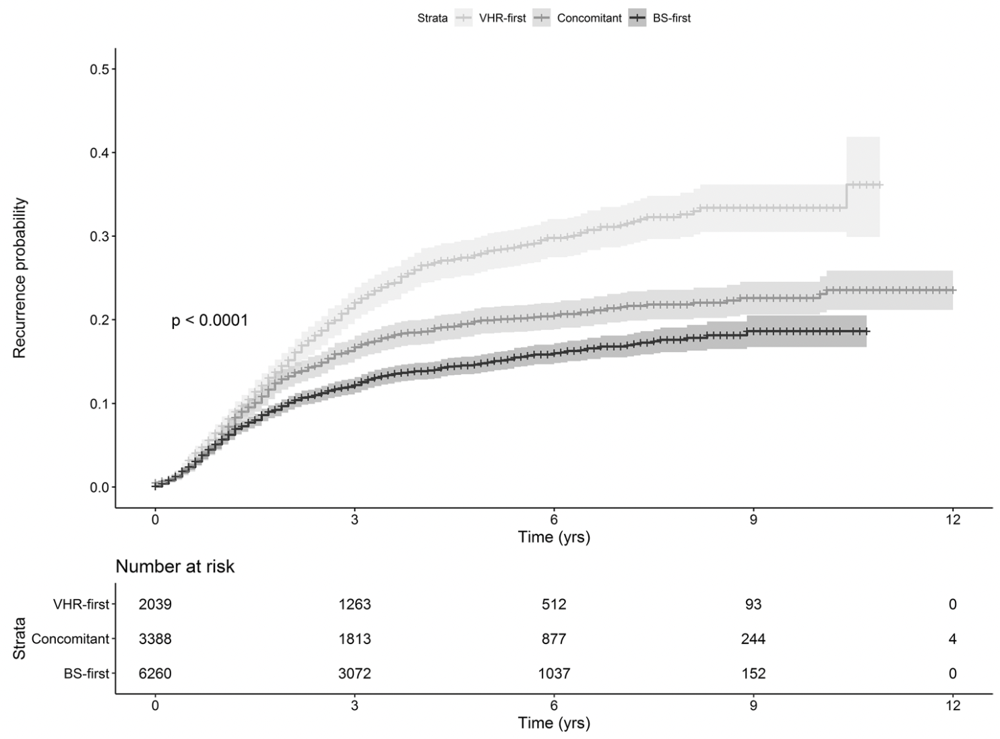 Strata VHR-first Concomitant BS-first
0.5
0.4
0.3
0.2
0.1
0.0
Recurrence probability
p < 0.0001
0 3 6 9 12
Time (yrs)
Number at risk
Strata
VHR-first 2039 1263 512 93 0
Concomitant 3388 1813 877 244 4
BS-first 6260 3072 1037 152 0
0 3 6 9 12
Time (yrs)